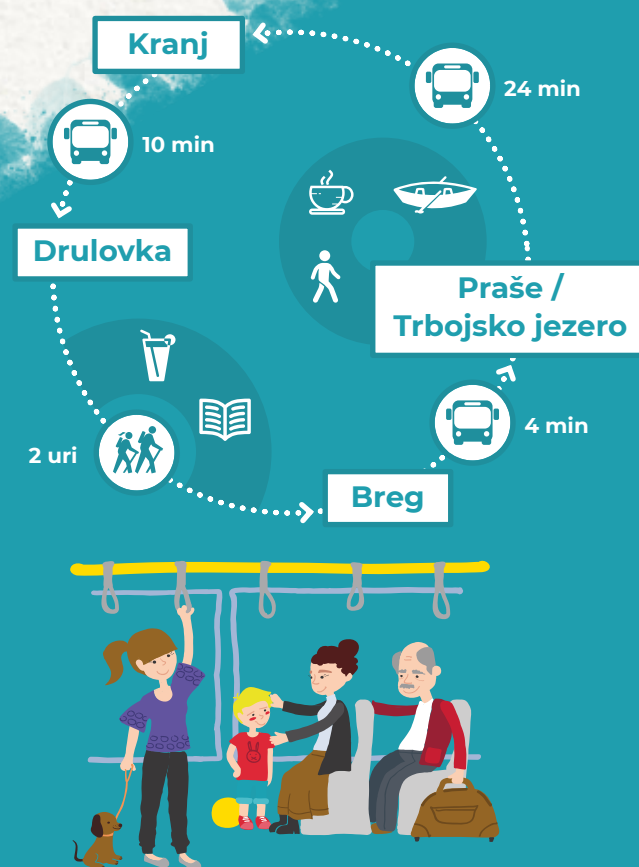 Kranj
24 min
10 min
Drulovka
Praše /
Trbojsko jezero
4 min
2 uri
Breg